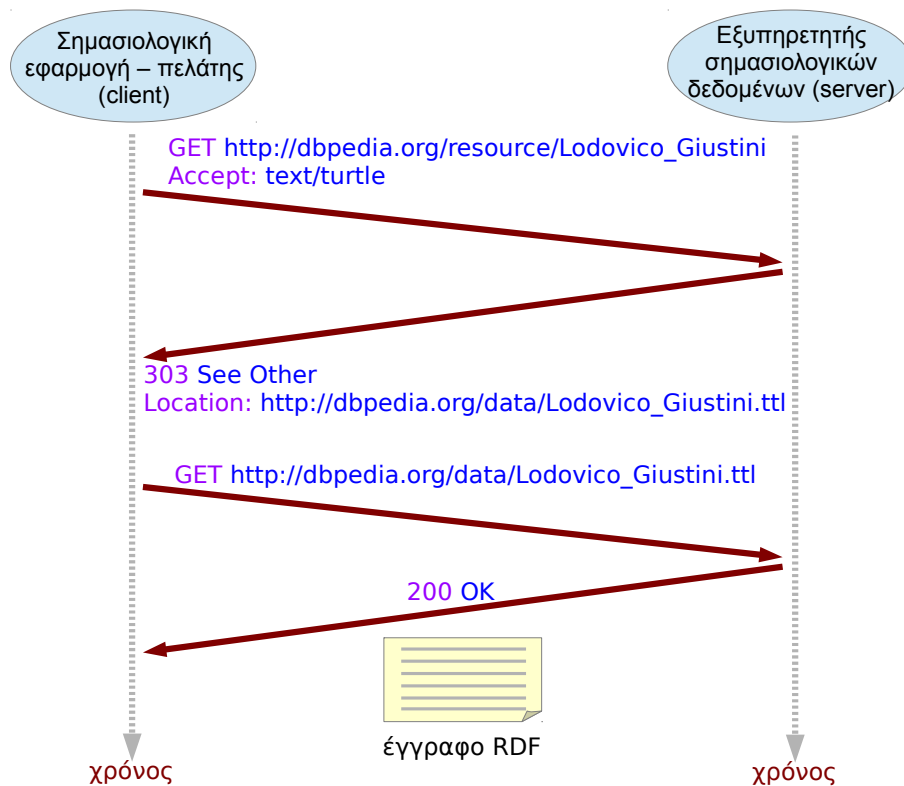 Σημασιολογική
εφαρμογή – πελάτης
(client)
Εξυπηρετητής
σημασιολογικών
δεδομένων (server)
GET http://dbpedia.org/resource/Lodovico_Giustini
Accept: text/turtle
303 See Other
Location: http://dbpedia.org/data/Lodovico_Giustini.ttl
GET http://dbpedia.org/data/Lodovico_Giustini.ttl
200 OK
έγγραφο RDF
χρόνος
χρόνος